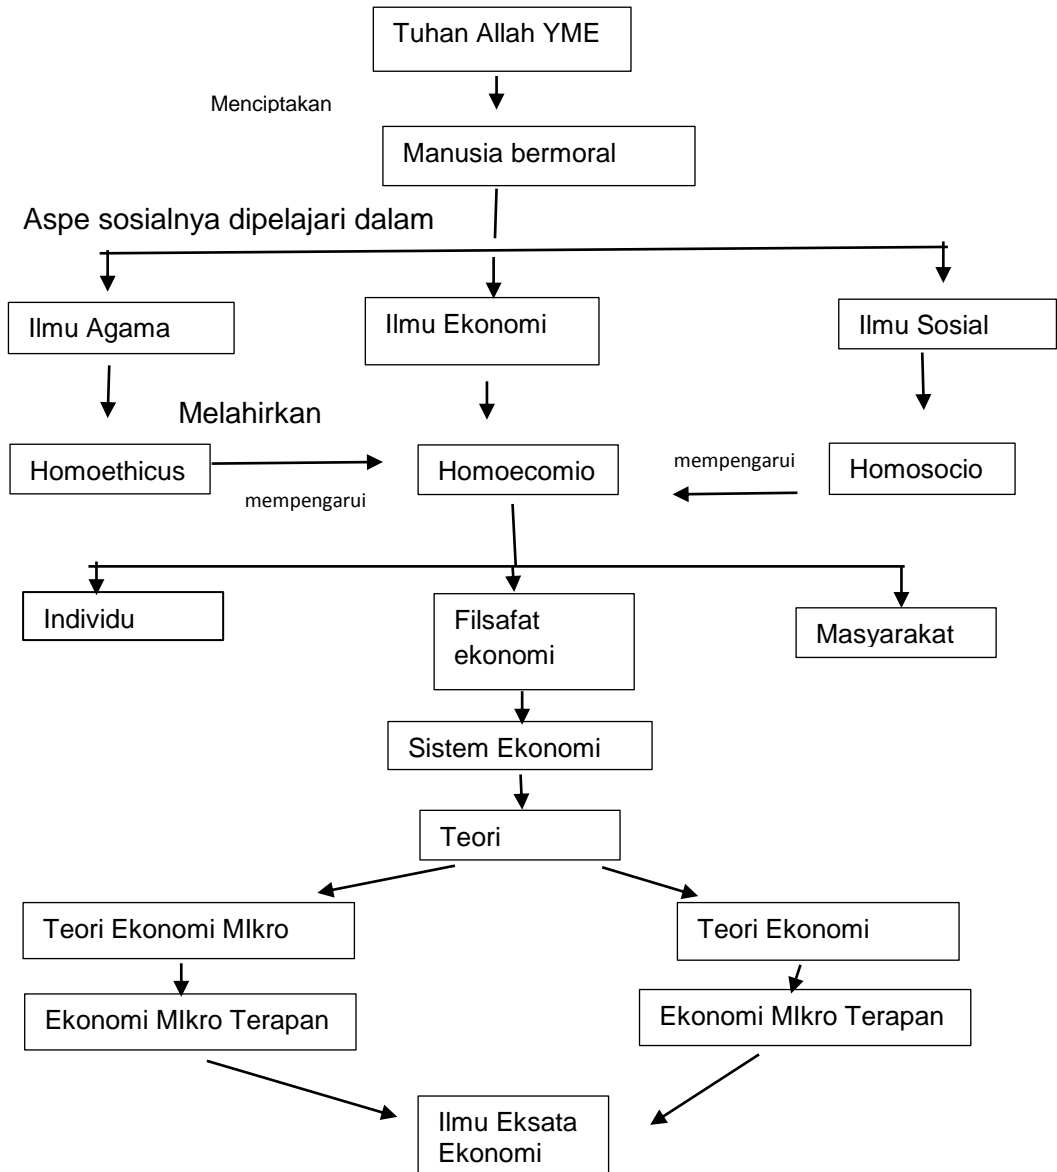 Tuhan Allah YME
Menciptakan
Manusia bermoral
Aspe sosialnya dipelajari dalam
Ilmu Agama
Ilmu Ekonomi
Ilmu Sosial
Melahirkan
Homoethicus
mempengarui
Homoecomio
mempengarui
Homosocio
Individu
Filsafat
ekonomi
Masyarakat
Sistem Ekonomi
Teori
Teori Ekonomi MIkro
Teori Ekonomi
Ekonomi MIkro Terapan
Ekonomi MIkro Terapan
Ilmu Eksata
Ekonomi